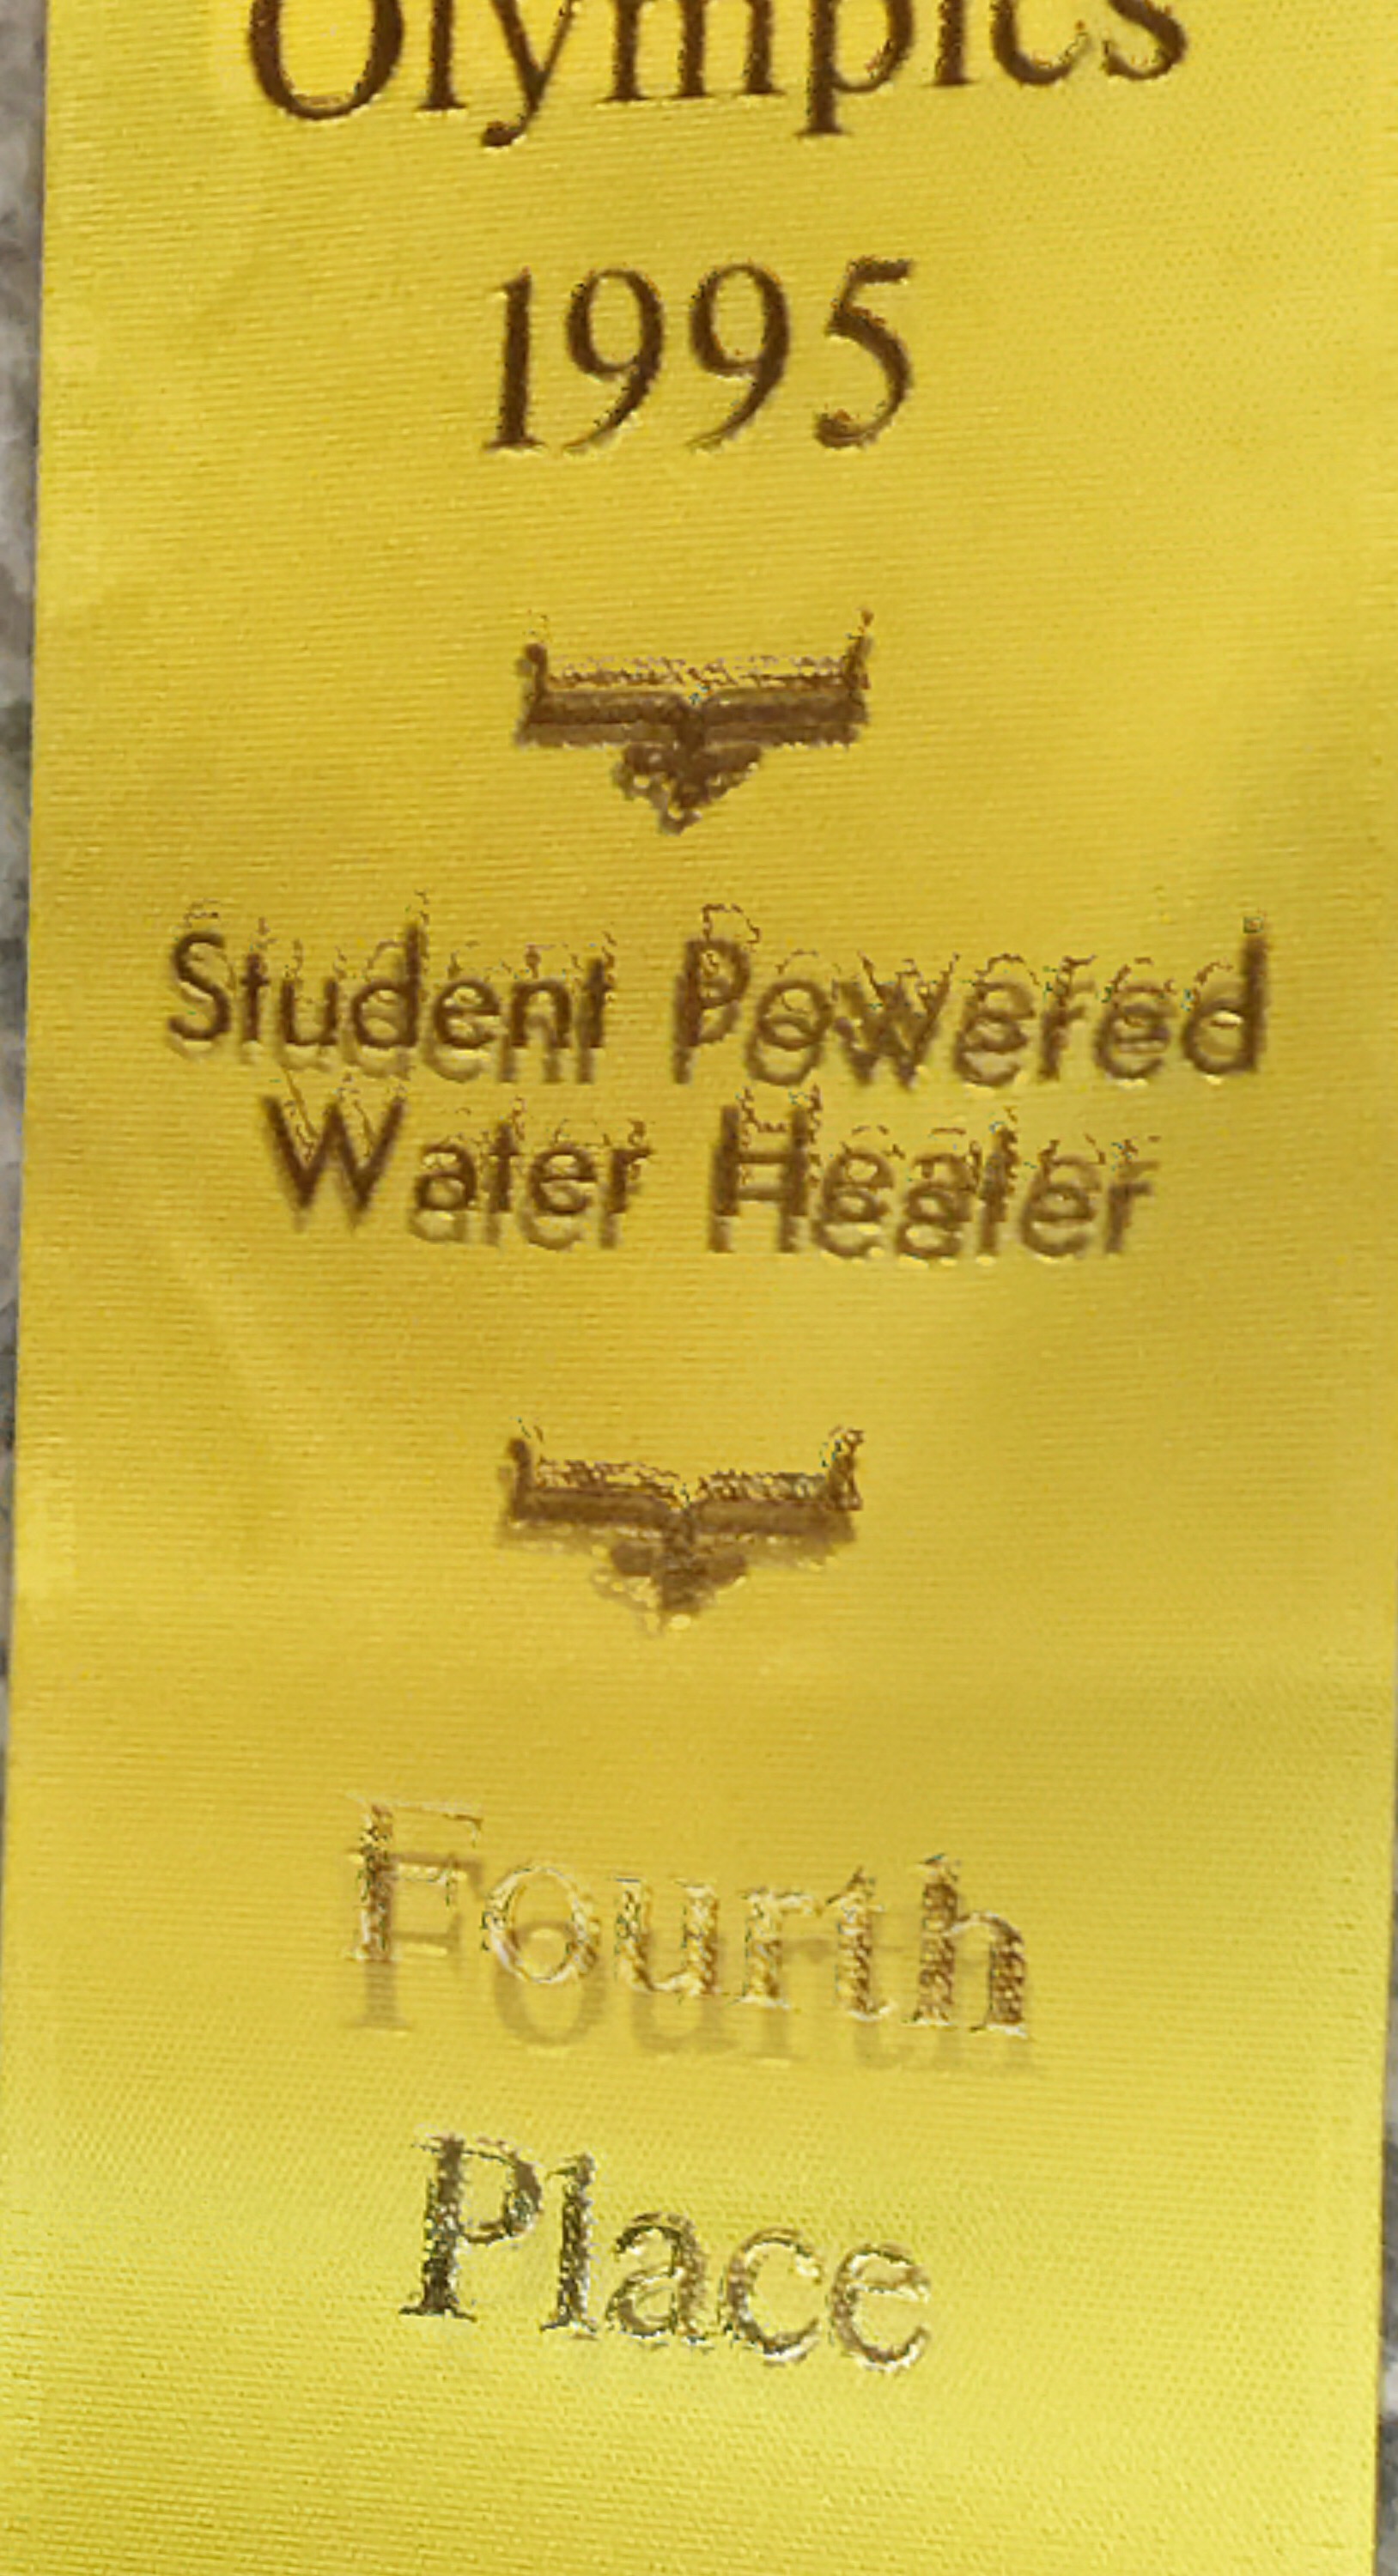 Olympics
1995
Student Powered
Water Heater
Fourth
Place